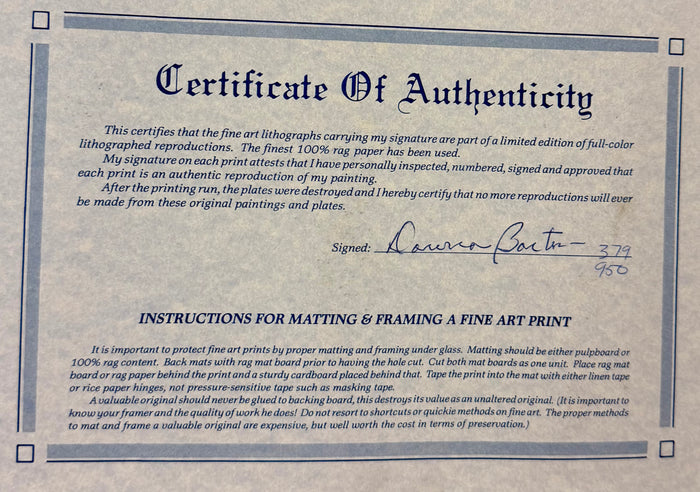 Certificate Of Authenticity
This certifies that the fine art lithographs carrying my signature are part of a limited edition of full-color
lithographed reproductions. The finest 100% rag paper has been used.
My signature on each print attests that I have personally inspected, numbered, signed and approved that
each print is an authentic reproduction of my painting.
After the printing run, the plates were destroyed and I hereby certify that no more reproductions will ever
be made from these original paintings and plates.
Signed: 379
950
INSTRUCTIONS FOR MATTING & FRAMING A FINE ART PRINT
It is important to protect fine art prints by proper matting and framing under glass. Matting should be either pulpboard or
100% rag content. Back mats with rag mat board prior to having the hole cut. Cut both mat boards as one unit. Place rag mat
board or rag paper behind the print and a sturdy cardboard placed behind that. Tape the print into the mat with either linen tape
or rice paper hinges, not pressure-sensitive tape such as masking tape.
A valuable original should never be glued to backing board, this destroys its value as an unaltered original. (It is important to
know your framer and the quality of work he does! Do not resort to shortcuts or quickie methods on fine art. The proper methods
to mat and frame a valuable original are expensive, but well worth the cost in terms of preservation.)